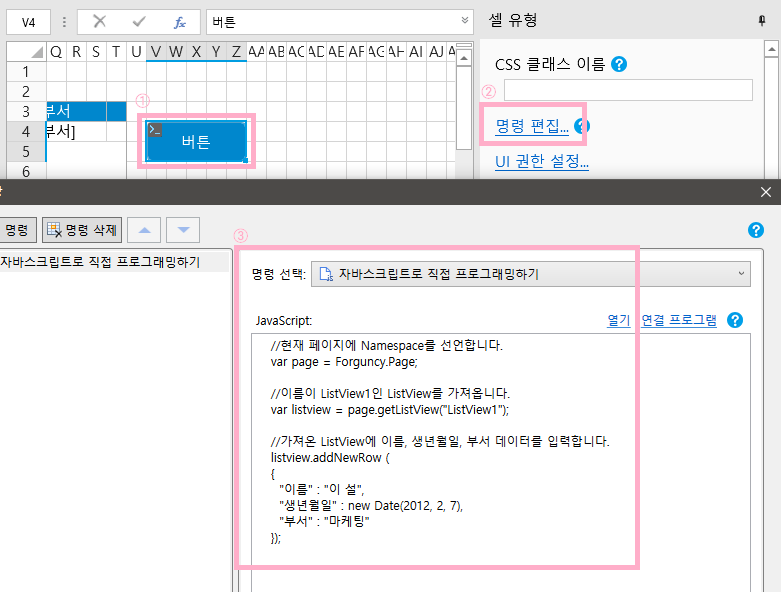 V4 fx 버튼
셀 유형
Q R S T U V W X Y Z AA AB AC AD AE AF AG AH AI AJ
CSS 클래스 이름 ?
1
①
②
2
3 부서
명령 편집... ?
4 부서]
버튼
5
UI 권한 설정...
6
명령 명령 삭제 ?
③
자바스크립트로 직접 프로그래밍하기
명령 선택: 자바스크립트로 직접 프로그래밍하기
JavaScript: 열기 연결 프로그램 ?
//현재 페이지에 Namespace를 선언합니다.
var page = Forguncy.Page;
//이름이 ListView1인 ListView를 가져옵니다.
var listview = page.getListView("ListView1");
//가져온 ListView에 이름, 생년월일, 부서 데이터를 입력합니다.
listview.addNewRow (
{
"이름" : "이 설",
"생년월일" : new Date(2012, 2, 7),
"부서" : "마케팅"
});